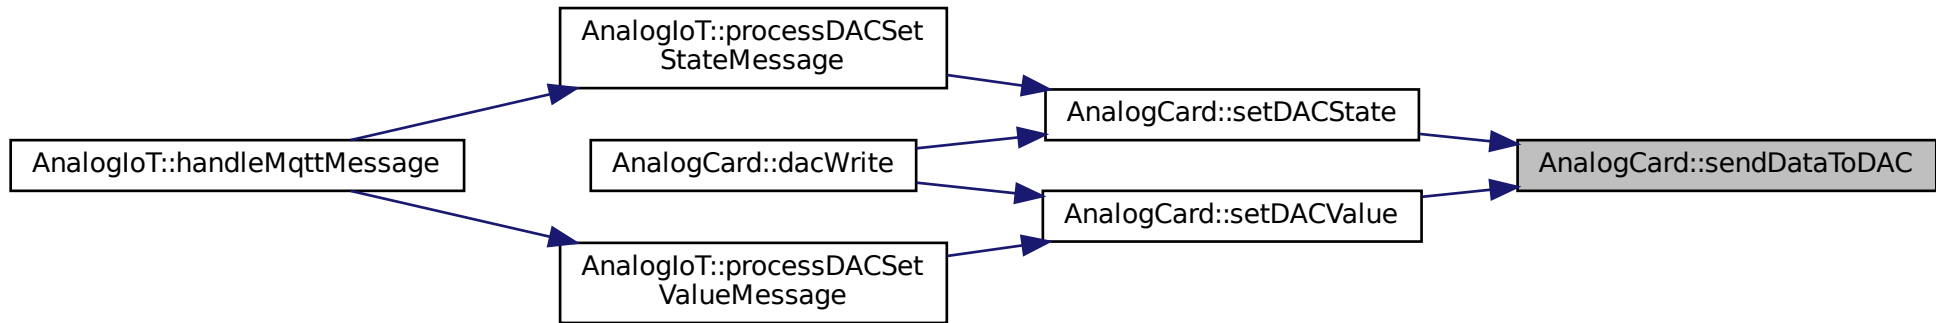 AnalogIoT::processDACSet
StateMessage
AnalogCard::setDACState
AnalogIoT::handleMqttMessage
AnalogCard::dacWrite
AnalogCard::sendDataToDAC
AnalogCard::setDACValue
AnalogIoT::processDACSet
ValueMessage